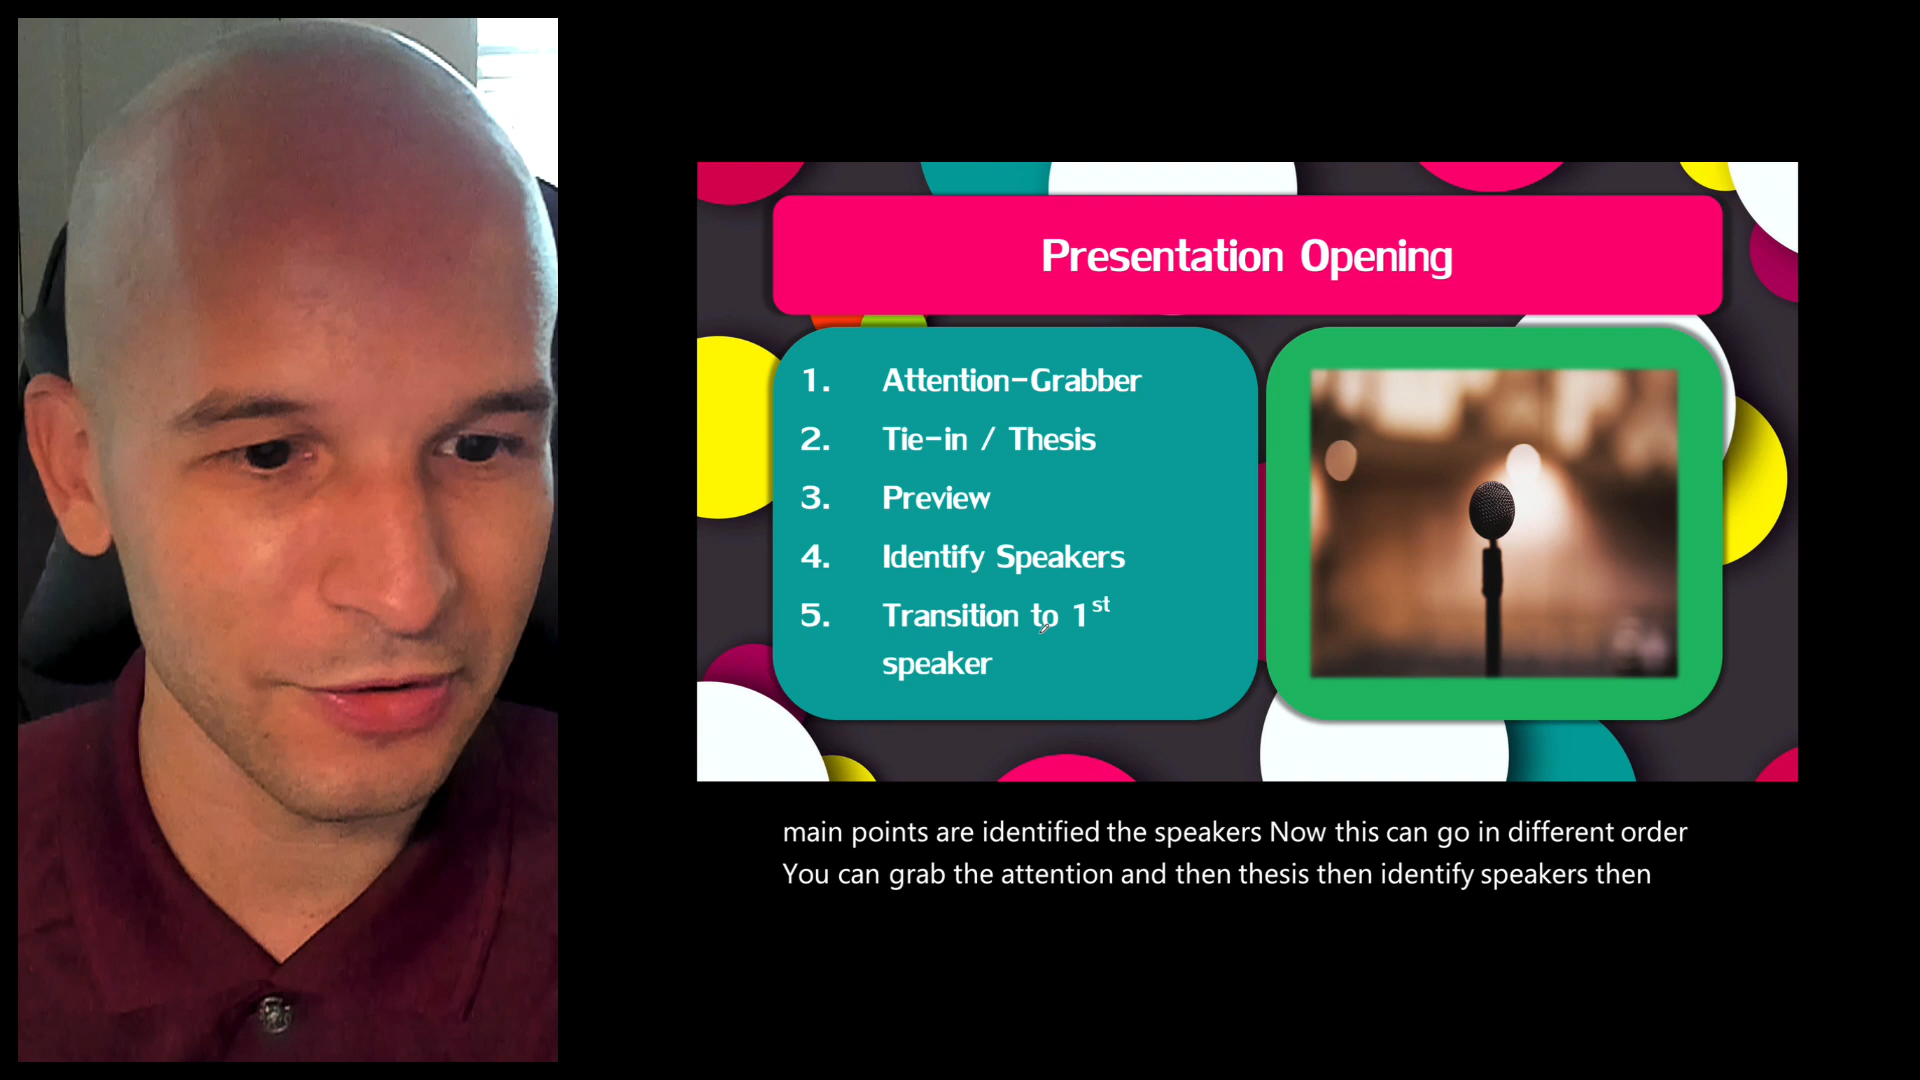 Presentation Opening
1. Attention-Grabber
2. Tie-in / Thesis
3. Preview
4. Identify Speakers
5. Transition to 1st
speaker
main points are identified the speakers Now this can go in different order
You can grab the attention and then thesis then identify speakers then